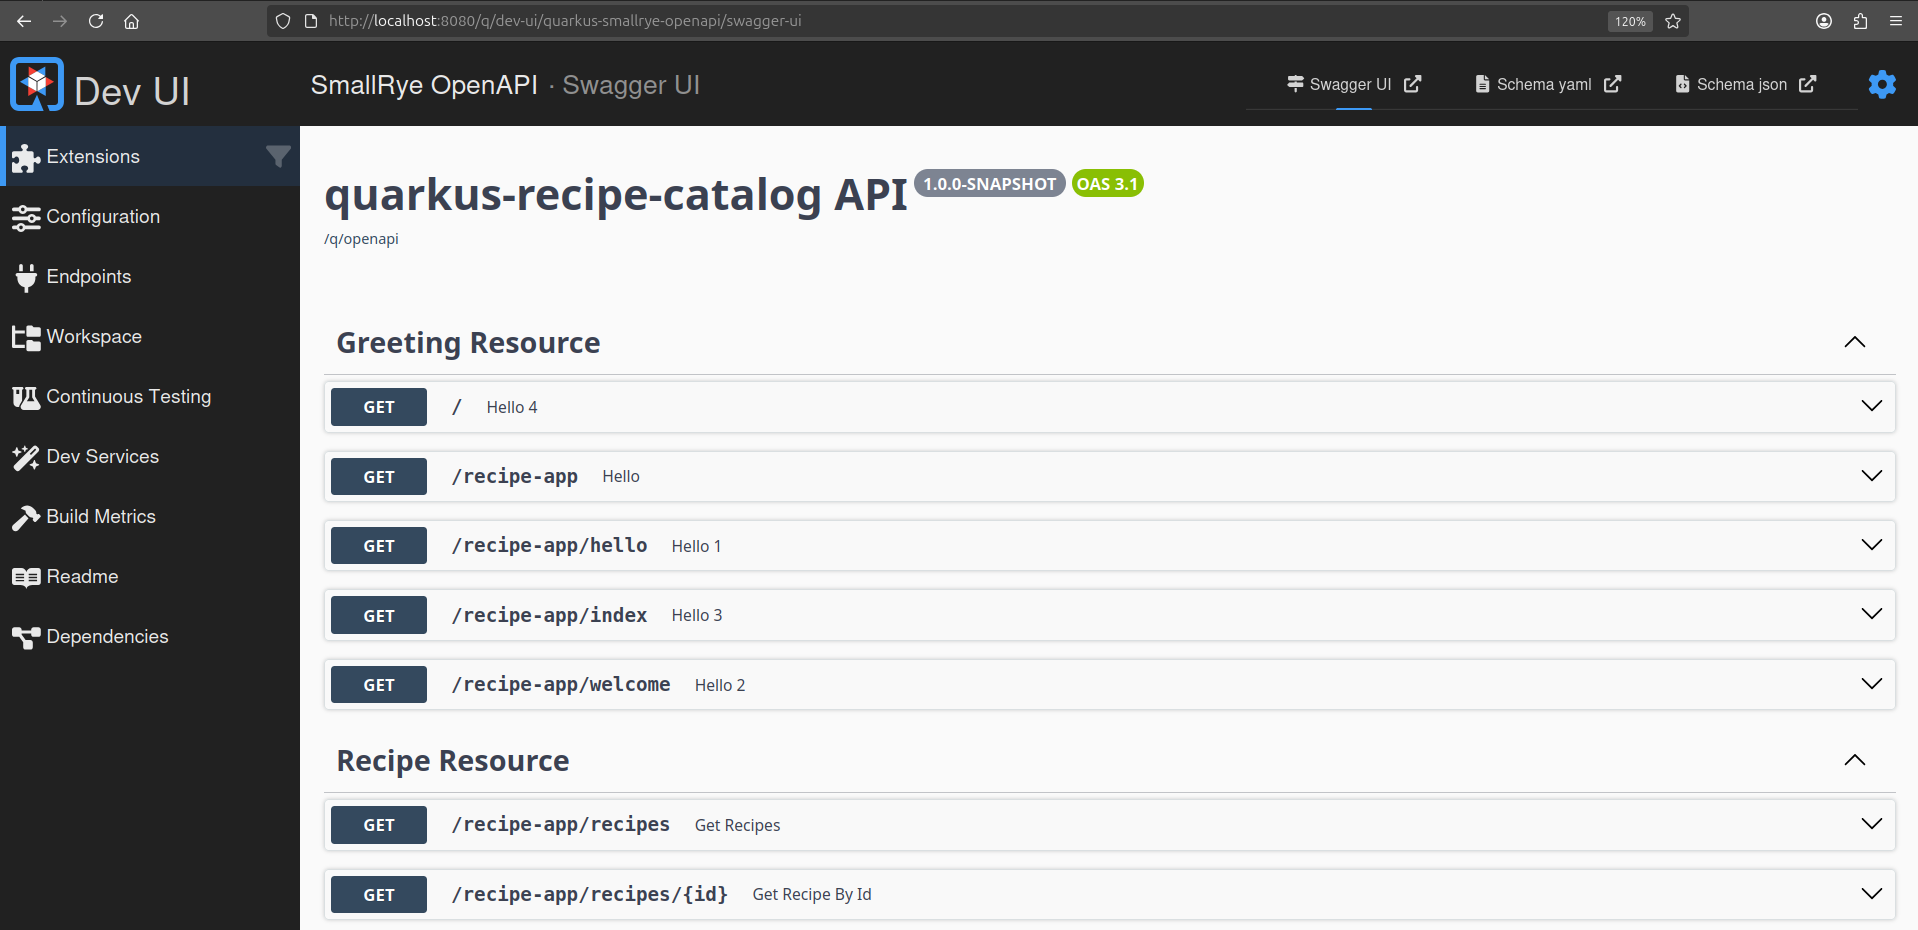 http://localhost:8080/q/dev-ui/quarkus-smallrye-openapi/swagger-ui 120%
Dev UI
SmallRye OpenAPI · Swagger UI
Swagger UI Schema yaml Schema json
Extensions
Configuration
Endpoints
Workspace
Continuous Testing
Dev Services
Build Metrics
Readme
Dependencies
quarkus-recipe-catalog API 1.0.0-SNAPSHOT OAS 3.1
/q/openapi
Greeting Resource
GET / Hello 4
GET /recipe-app Hello
GET /recipe-app/hello Hello 1
GET /recipe-app/index Hello 3
GET /recipe-app/welcome Hello 2
Recipe Resource
GET /recipe-app/recipes Get Recipes
GET /recipe-app/recipes/{id} Get Recipe By Id